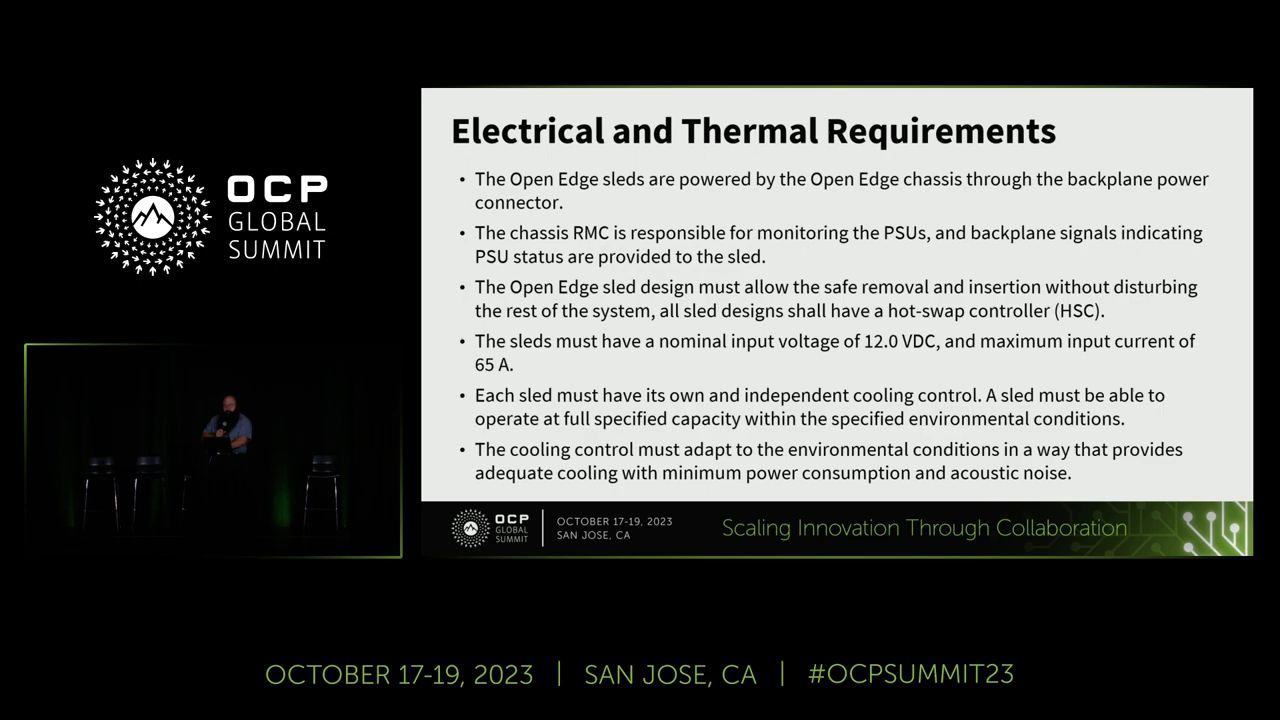 OCP
GLOBAL
SUMMIT
Electrical and Thermal Requirements
• The Open Edge sleds are powered by the Open Edge chassis through the backplane power
connector.
• The chassis RMC is responsible for monitoring the PSUs, and backplane signals indicating
PSU status are provided to the sled.
• The Open Edge sled design must allow the safe removal and insertion without disturbing
the rest of the system, all sled designs shall have a hot-swap controller (HSC).
• The sleds must have a nominal input voltage of 12.0 VDC, and maximum input current of
65 A.
• Each sled must have its own and independent cooling control. A sled must be able to
operate at full specified capacity within the specified environmental conditions.
• The cooling control must adapt to the environmental conditions in a way that provides
adequate cooling with minimum power consumption and acoustic noise.
OCP
GLOBAL
SUMMIT
OCTOBER 17-19, 2023
SAN JOSE, CA
Scaling Innovation Through Collaboration
OCTOBER 17-19, 2023 | SAN JOSE, CA | #OCPSUMMIT23